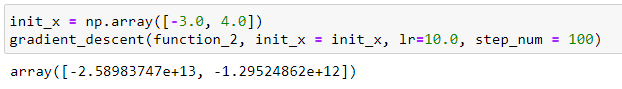 init_x = np.array([-3.0, 4.0])
gradient_descent(function_2, init_x = init_x, lr=10.0, step_num = 100)
array([-2.58983747e+13, -1.29524862e+12])